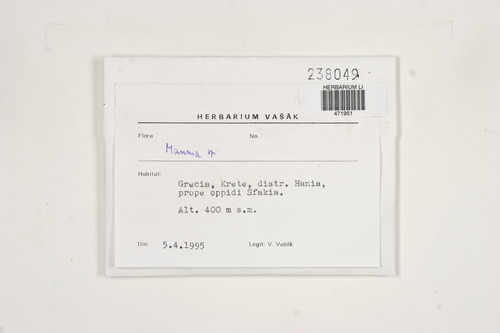 238049
HERBARIUM LI
471951
HERBARIUM VAŠÁK
Flora No.
Mannia sp.
Habitat:
Grecia, Krete, distr. Hania,
prope oppidi Sfakia.
Alt. 400 m s.m.
Die: 5.4.1995 Legit: V. Vašák